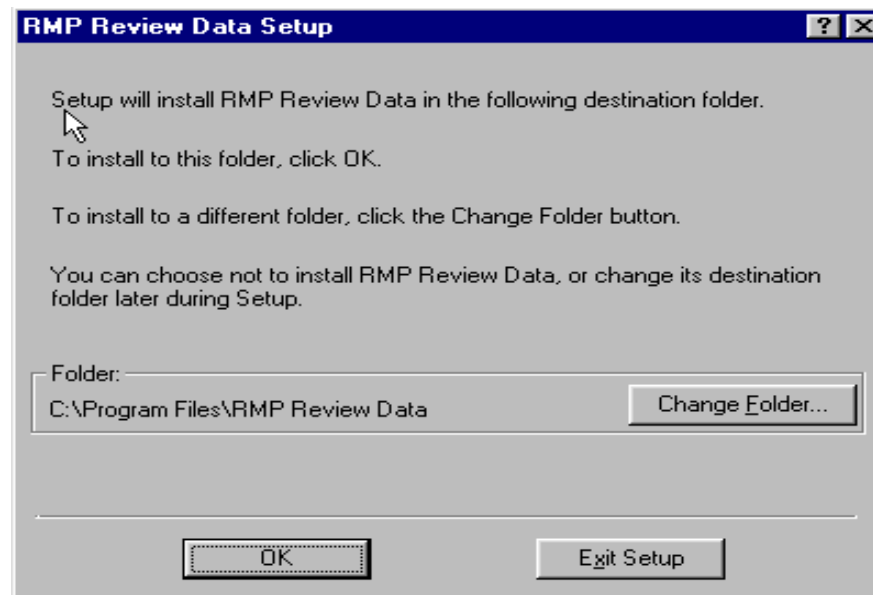 RMP Review Data Setup
Setup will install RMP Review Data in the following destination folder.
To install to this folder, click OK.
To install to a different folder, click the Change Folder button.
You can choose not to install RMP Review Data, or change its destination
folder later during Setup.
Folder:
C:\Program Files\RMP Review Data
Change Folder...
OK
Exit Setup